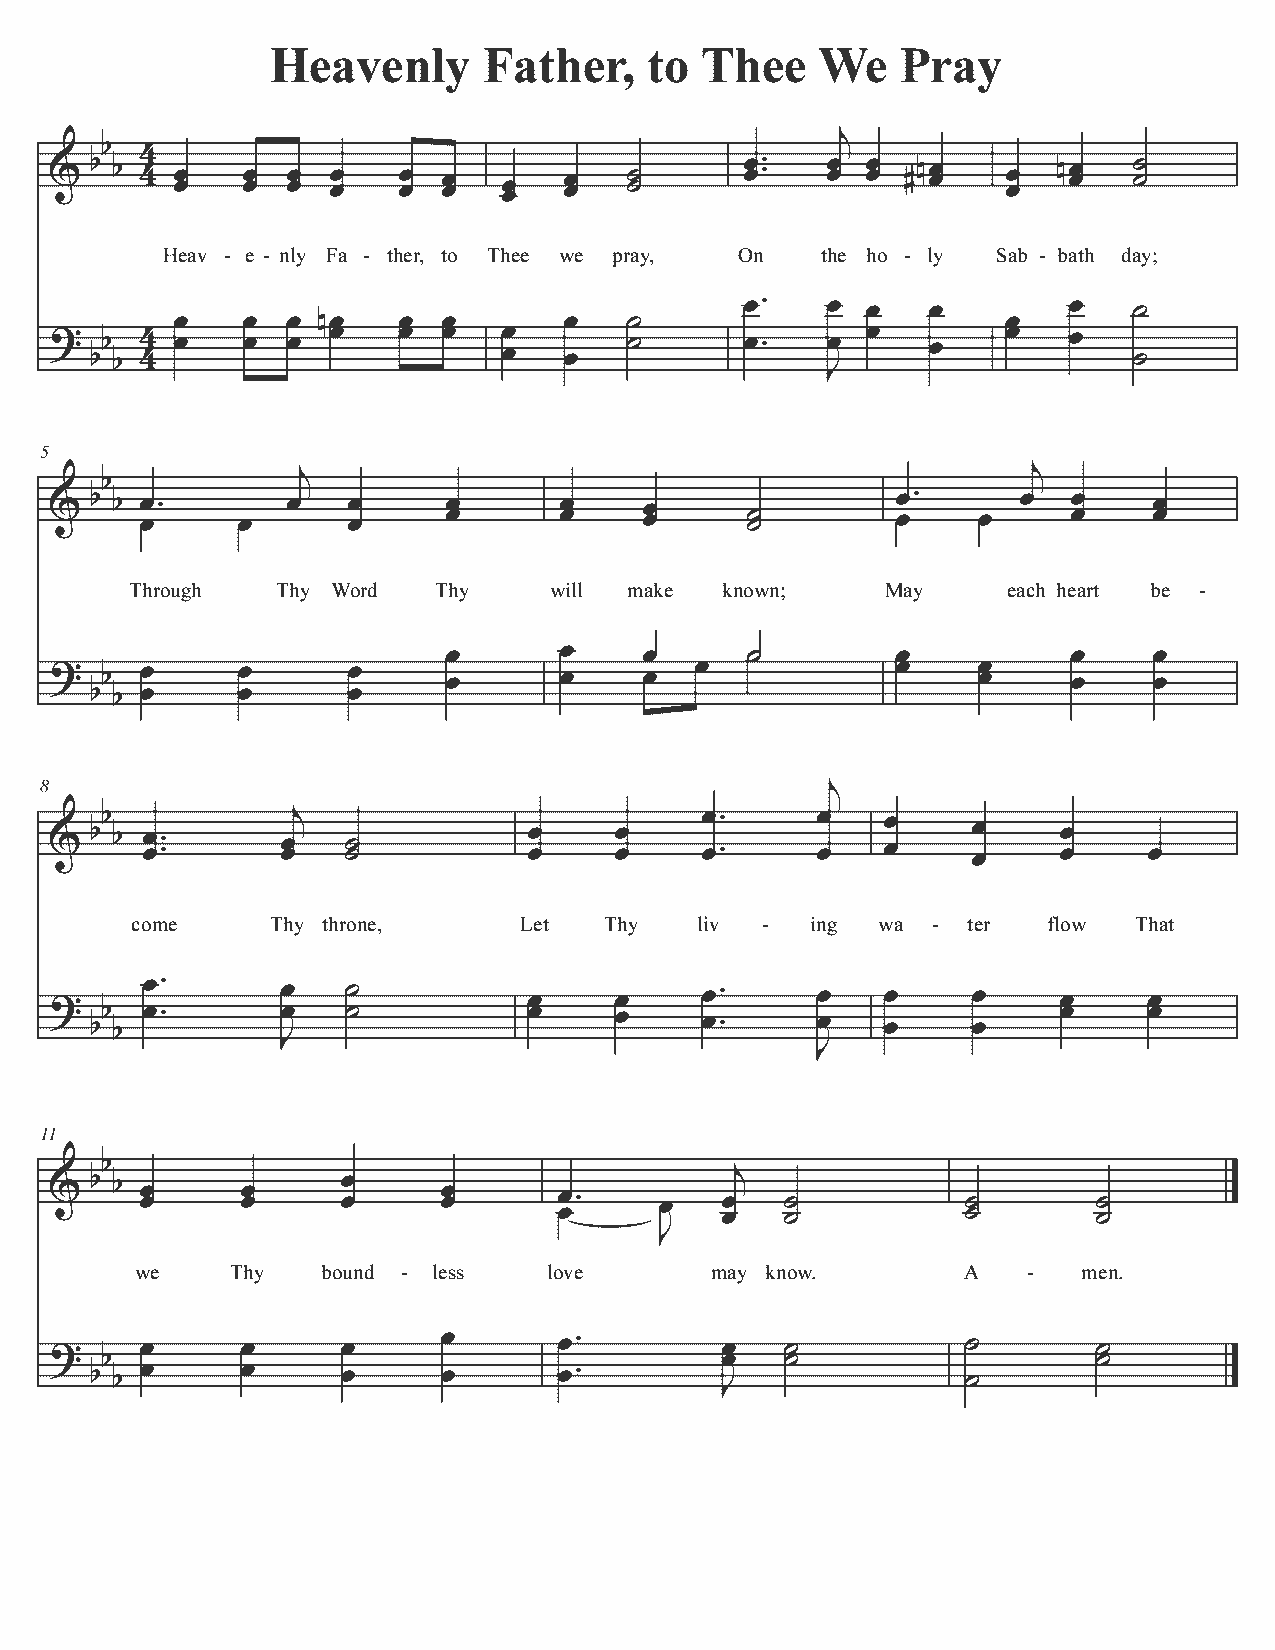 Heavenly Father, to Thee We Pray
4
4
Heav - e - nly Fa - ther, to Thee we pray, On the ho - ly Sab - bath day;
4
4
5
Through Thy Word Thy will make known; May each heart be -
8
come Thy throne, Let Thy liv - ing wa - ter flow That
11
we Thy bound - less love may know. A - men.